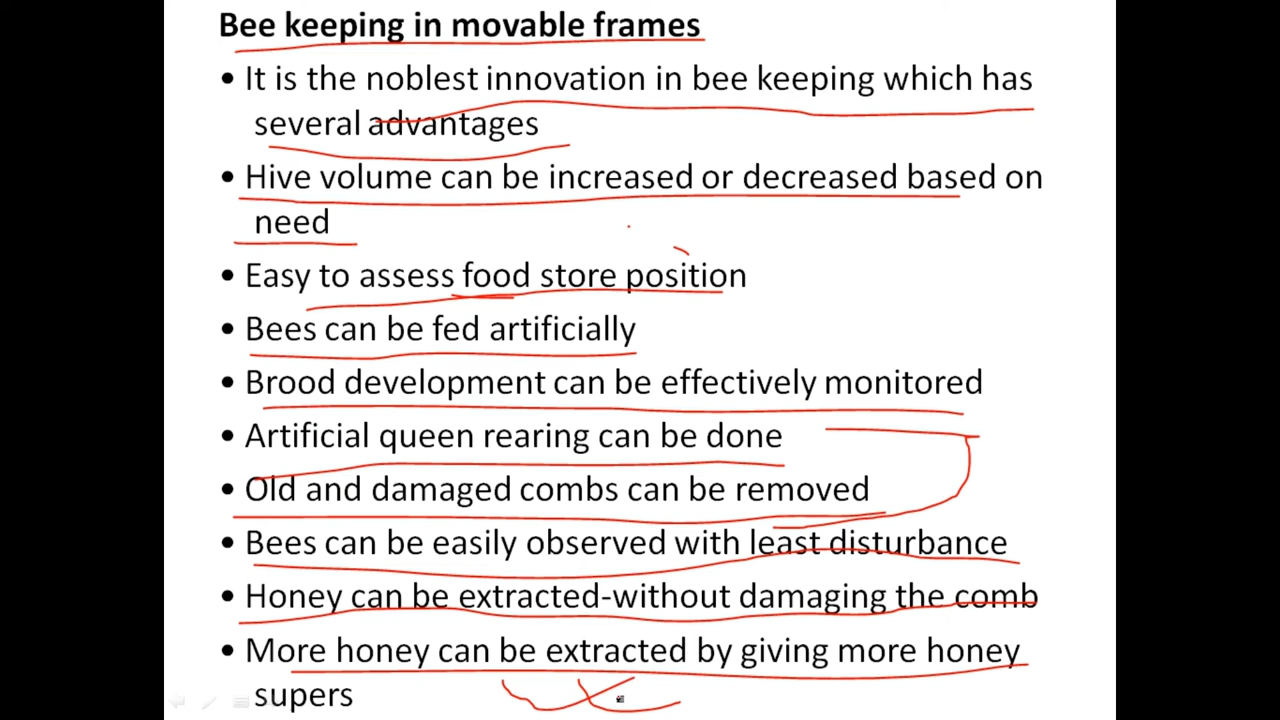 Bee keeping in movable frames
• It is the noblest innovation in bee keeping which has
several advantages
• Hive volume can be increased or decreased based on
need
• Easy to assess food store position
• Bees can be fed artificially
• Brood development can be effectively monitored
• Artificial queen rearing can be done
• Old and damaged combs can be removed
• Bees can be easily observed with least disturbance
• Honey can be extracted-without damaging the comb
• More honey can be extracted by giving more honey
supers